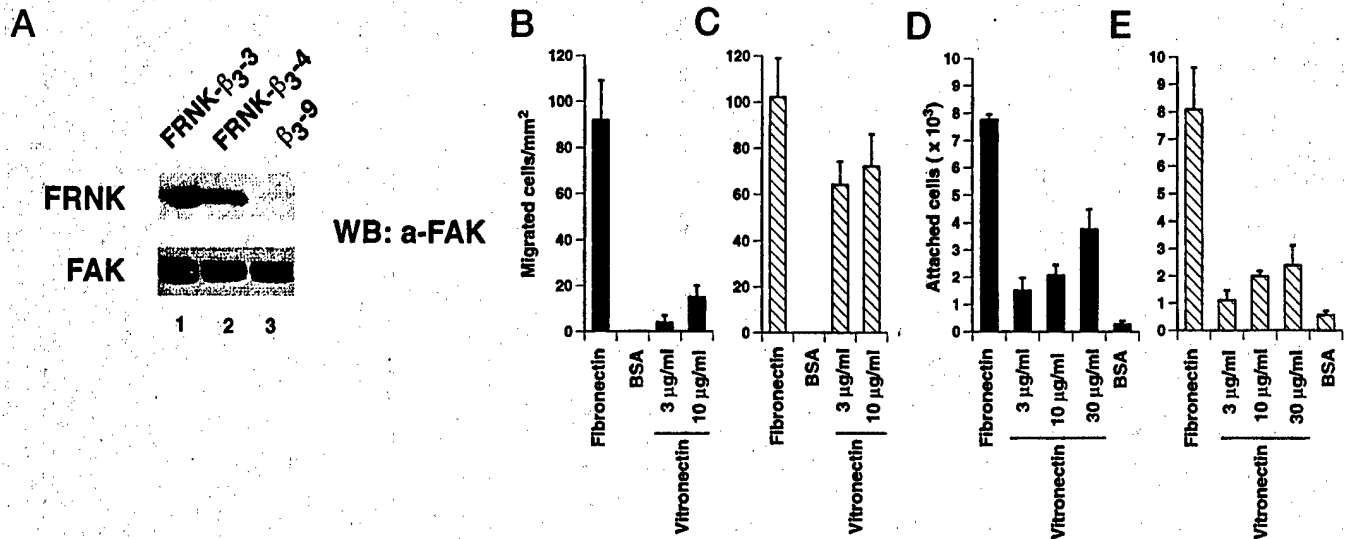 A
FRNK-β3-3
FRNK-β3-4
β3-9
FRNK
FAK
1 2 3
WB: a-FAK
B
Migrated cells/mm2
120
100
80
60
40
20
0
Fibronectin
BSA
3 μg/ml
10 μg/ml
Vitronectin
C
120
100
80
60
40
20
0
Fibronectin
BSA
3 μg/ml
10 μg/ml
Vitronectin
D
Attached cells ( x 103)
10
9
8
7
6
5
4
3
2
1
0
Fibronectin
3 μg/ml
10 μg/ml
30 μg/ml
BSA
Vitronectin
E
10
9
8
7
6
5
4
3
2
1
0
Fibronectin
3 μg/ml
10 μg/ml
30 μg/ml
BSA
Vitronectin